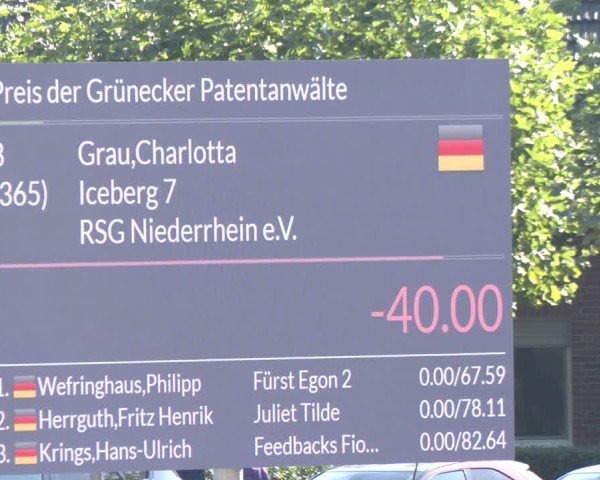 Preis der Grünecker Patentanwälte
Grau,Charlotta
365) Iceberg 7
RSG Niederrhein e.V.
-40.00
1. Wefringhaus,Philipp Fürst Egon 2 0.00/67.59
2. Herrguth,Fritz Henrik Juliet Tilde 0.00/78.11
3. Krings,Hans-Ulrich Feedbacks Fio... 0.00/82.64